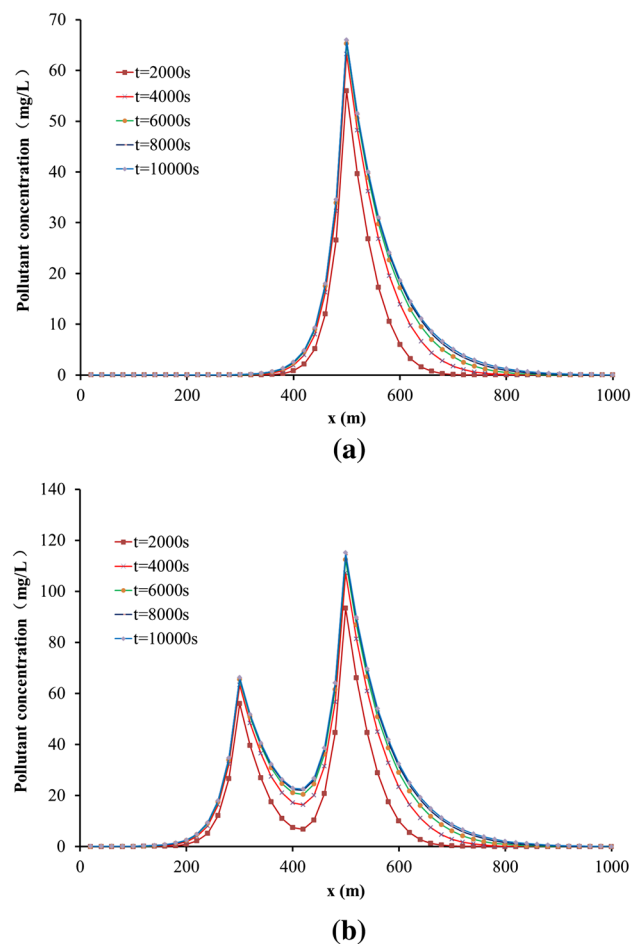 70
60
50
40
30
20
10
0
Pollutant concentration（mg/L）
t=2000s
t=4000s
t=6000s
t=8000s
t=10000s
0 200 400 600 800 1000
x (m)
(a)
140
120
100
80
60
40
20
0
Pollutant concentration（mg/L）
t=2000s
t=4000s
t=6000s
t=8000s
t=10000s
0 200 400 600 800 1000
x (m)
(b)